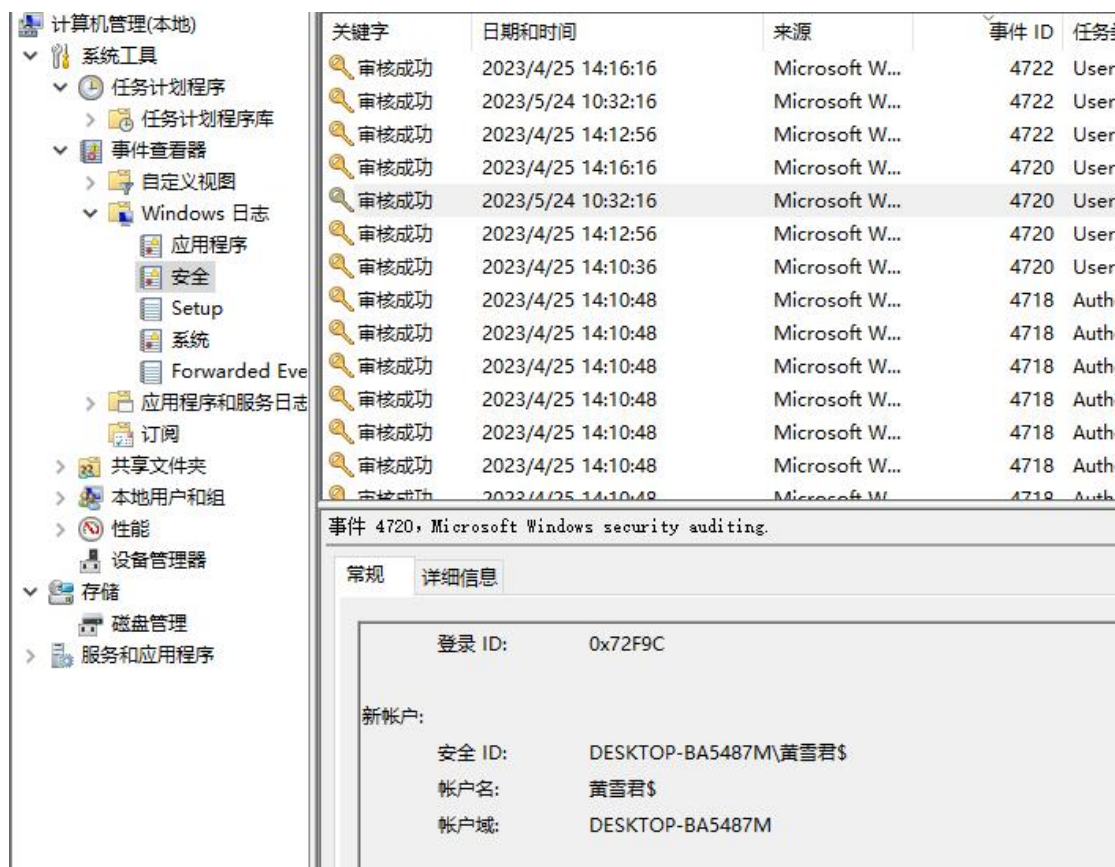 计算机管理(本地)
系统工具
任务计划程序
任务计划程序库
事件查看器
自定义视图
Windows 日志
应用程序
安全
Setup
系统
Forwarded Eve
应用程序和服务日志
订阅
共享文件夹
本地用户和组
性能
设备管理器
存储
磁盘管理
服务和应用程序
关键字 日期和时间 来源 事件 ID 任务
审核成功 2023/4/25 14:16:16 Microsoft W... 4722 User
审核成功 2023/5/24 10:32:16 Microsoft W... 4722 User
审核成功 2023/4/25 14:12:56 Microsoft W... 4722 User
审核成功 2023/4/25 14:16:16 Microsoft W... 4720 User
审核成功 2023/5/24 10:32:16 Microsoft W... 4720 User
审核成功 2023/4/25 14:12:56 Microsoft W... 4720 User
审核成功 2023/4/25 14:10:36 Microsoft W... 4720 User
审核成功 2023/4/25 14:10:48 Microsoft W... 4718 Auth
审核成功 2023/4/25 14:10:48 Microsoft W... 4718 Auth
审核成功 2023/4/25 14:10:48 Microsoft W... 4718 Auth
审核成功 2023/4/25 14:10:48 Microsoft W... 4718 Auth
审核成功 2023/4/25 14:10:48 Microsoft W... 4718 Auth
审核成功 2023/4/25 14:10:48 Microsoft W... 4718 Auth
审核成功 2023/4/25 14:10:48 Microsoft W 4718 Auth
事件 4720，Microsoft Windows security auditing.
常规 详细信息
登录 ID: 0x72F9C
新帐户:
安全 ID: DESKTOP-BA5487M\黄雪君$
帐户名: 黄雪君$
帐户域: DESKTOP-BA5487M